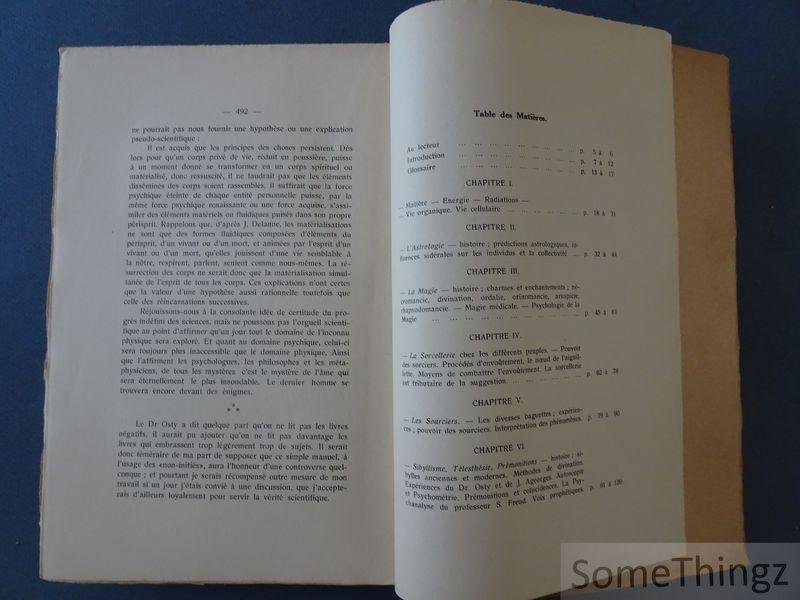 — 492 —
ne pourrait pas nous fournir une hypothèse ou une explication
pseudo-scientifique :
Il est acquis que les principes des choses persistent. Dès
lors pour qu'un corps privé de vie, réduit en poussière, puisse
à un moment donné se transformer en un corps spirituel ou
matérialisé, donc ressuscité, il ne faudrait pas que les éléments
disséminés des corps soient rassemblés, il suffirait que la force
psychique éteinte de chaque entité personnelle puisse, par la
même force psychique renaissante ou une force acquise, s'assi-
miler des éléments matériels ou fluidiques puisés dans son propre
périsprit. Rappelons que, d'après J. Delanne, les matérialisations
ne sont que des formes fluidiques composées d'éléments du
périsprit, d'un vivant ou d'un mort, et animées par l'esprit d'un
vivant ou d'un mort, qu'elles jouissent d'une vie semblable à
la nôtre, respirent, parlent, sentent comme nous-mêmes. La ré-
surrection des corps ne serait donc que la matérialisation simul-
tanée de l'esprit de tous les corps. Ces explications n'ont certes
que la valeur d'une hypothèse aussi rationnelle toutefois que
celle des réincarnations successives.
Réjouissons-nous à la consolante idée de certitude du pro-
grès indéfini des sciences, mais ne poussons pas l'orgueil scienti-
fique au point d'affirmer qu'un jour tout le domaine de l'inconnu
physique sera exploré. Et quant au domaine psychique, celui-ci
sera toujours plus inaccessible que le domaine physique. Ainsi
que l'affirment les psychologues, les philosophes et les méta-
physiciens, de tous les mystères c'est le mystère de l'âme qui
sera éternellement le plus insondable. Le dernier homme se
trouvera encore devant des énigmes.
* * *
Le Dr Osty a dit quelque part qu'on ne lit pas les livres
négatifs, il aurait pu ajouter qu'on ne lit pas davantage les
livres qui embrassent trop légèrement trop de sujets. Il serait
donc téméraire de ma part de supposer que ce simple manuel, à
l'usage des «non-initiés», aura l'honneur d'une controverse quel-
conque ; et pourtant je serais récompensé outre mesure de mon
travail si un jour j'étais convié à une discussion, que j'accepte-
rais d'ailleurs loyalement pour servir la vérité scientifique.
Table des Matières.
Au lecteur ... ... ... ... ... ... ... ... p. 5 à 6
Introduction ... ... ... ... ... ... ... p. 7 à 12
Glossaire ... ... ... ... ... ... ... ... p. 13 à 17
CHAPITRE I.
— Matière — Energie — Radiations —
— Vie organique. Vie cellulaire ... ... ... ... ... p. 18 à 31
CHAPITRE II.
— L'Astrologie — histoire ; prédictions astrologiques, in-
fluences sidérales sur les individus et la collectivité ... p. 32 à 44
CHAPITRE III.
— La Magie — histoire ; charmes et enchantements ; né-
cromancie, divination, ordalie, orinomancie, aruspicie,
rhapsodomancie. — Magie médicale. — Psychologie de la
Magie ... ... ... ... ... ... ... ... p. 45 à 61
CHAPITRE IV.
— La Sorcellerie chez les différents peuples. — Pouvoir
des sorciers. Procédés d'envoûtement, le nœud de l'aiguil-
lette. Moyens de combattre l'envoûtement. La sorcellerie
est tributaire de la suggestion. ... ... ... ... ... p. 62 à 78
CHAPITRE V.
— Les Sourciers. — Les diverses baguettes ; expérien-
ces ; pouvoir des sourciers. Interprétation des phénomènes. p. 79 à 90
CHAPITRE VI.
— Sibyllisme, Télesthésie, Prémonitions — histoire ; si-
bylles anciennes et modernes. Méthodes de divination.
Expériences du Dr. Osty et de J. Ageorges. Autoscopie
et Psychométrie. Prémonitions et coïncidences. La Psy-
chanalyse du professeur S. Freud. Voix prophétiques. p. 91 à 120
SomeThingz